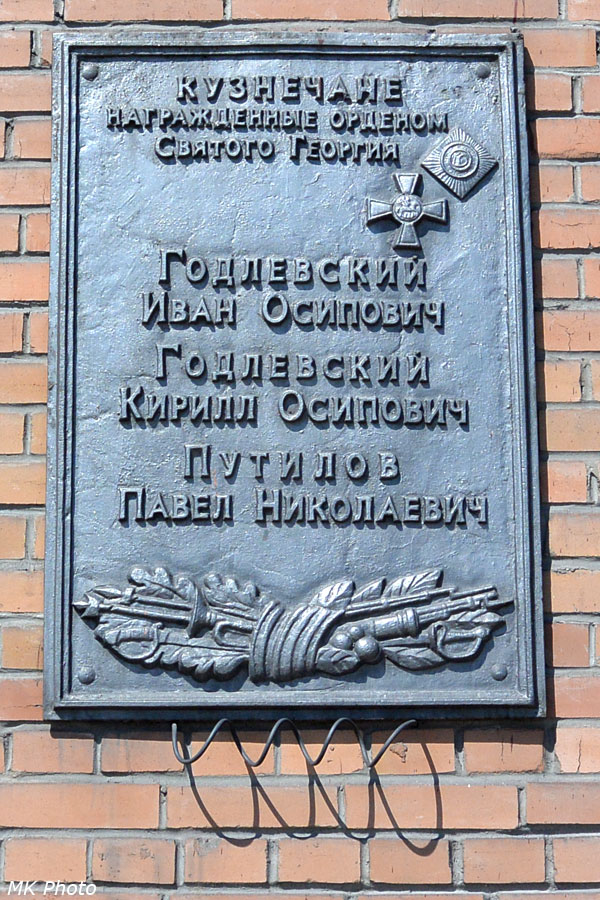 КУЗНЕЧАНЕ
НАГРАЖДЕННЫЕ ОРДЕНОМ
СВЯТОГО ГЕОРГИЯ
ГОДЛЕВСКИЙ
ИВАН ОСИПОВИЧ
ГОДЛЕВСКИЙ
КИРИЛЛ ОСИПОВИЧ
ПУТИЛОВ
ПАВЕЛ НИКОЛАЕВИЧ
MK Photo